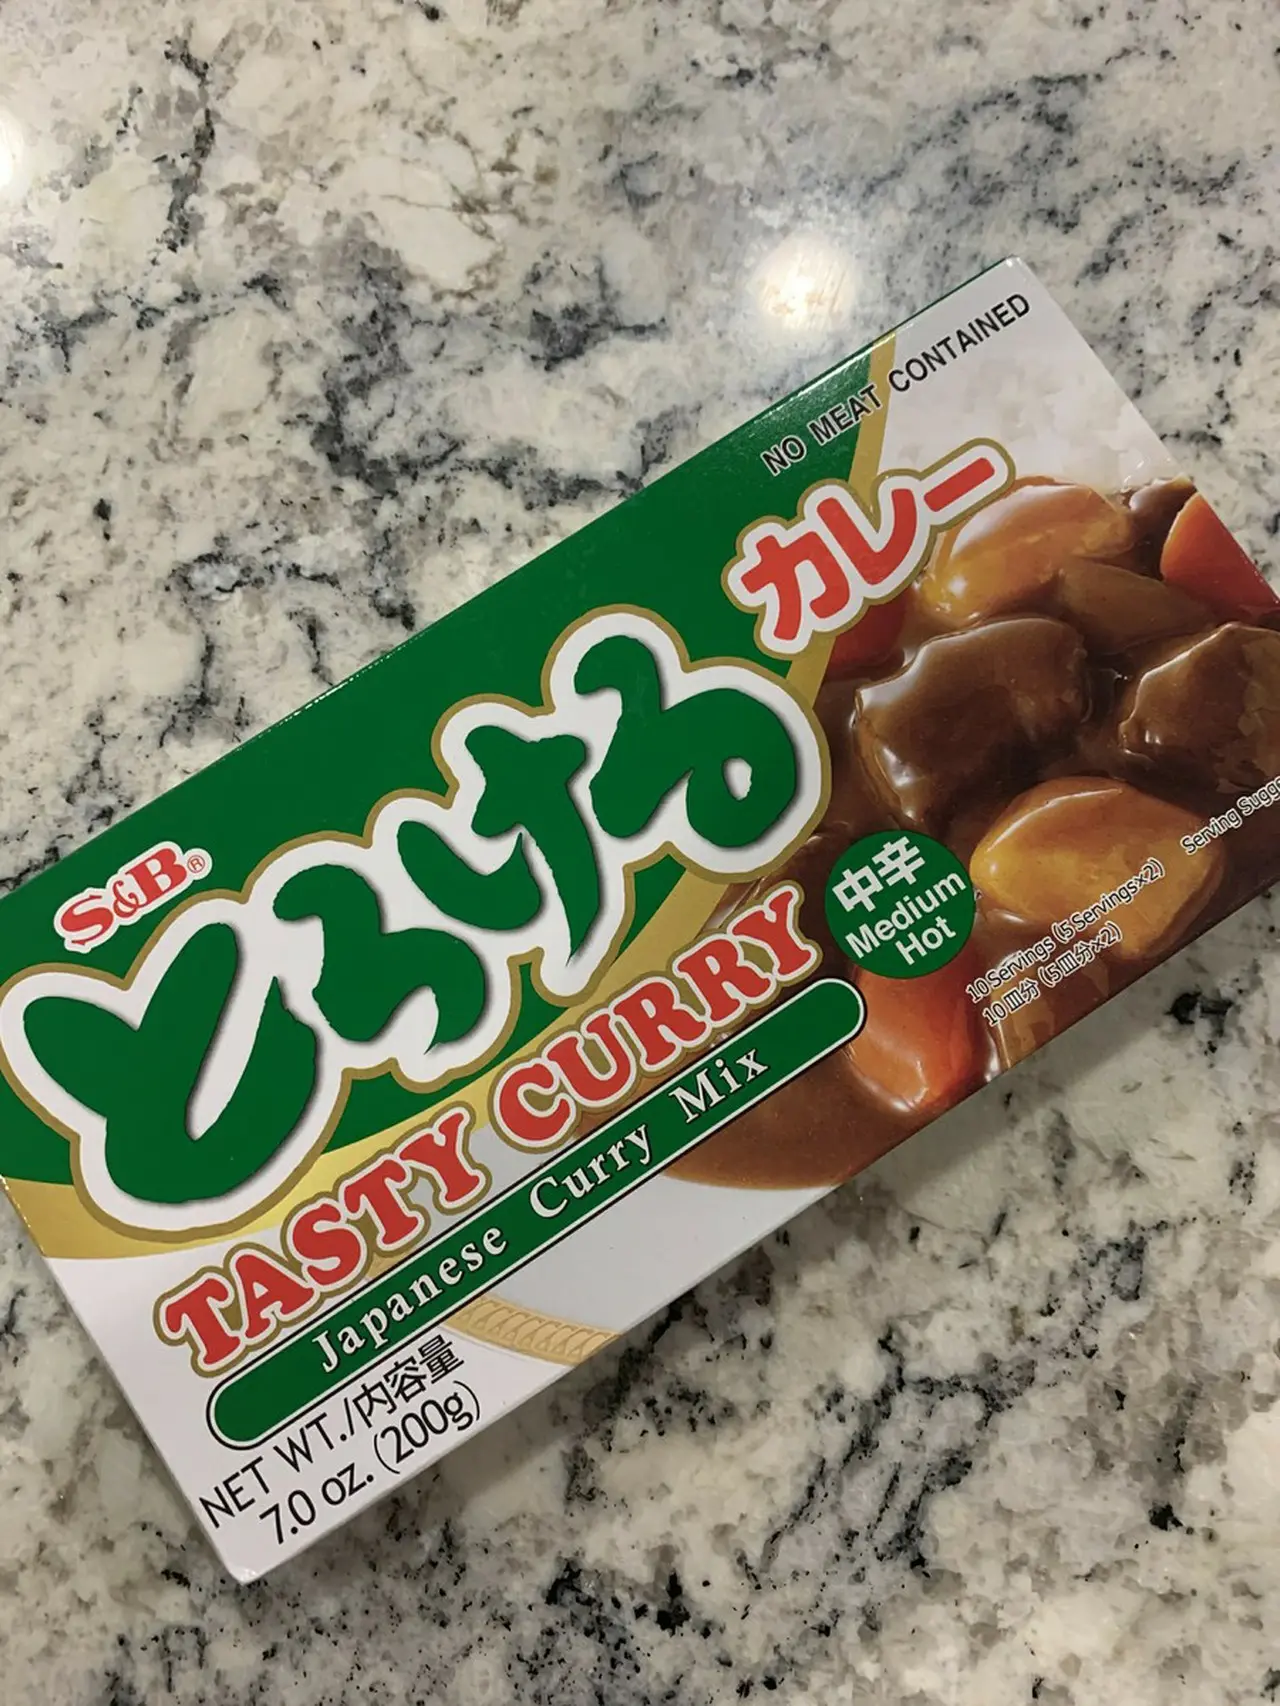 NO MEAT CONTAINED
S&B®
とろける
カレー
TASTY CURRY
Japanese Curry Mix
中辛
Medium
Hot
Serving
10 Servings (5 Servings×2)
10皿分 (5皿分×2)
NET WT./内容量
7.0 oz. (200g)